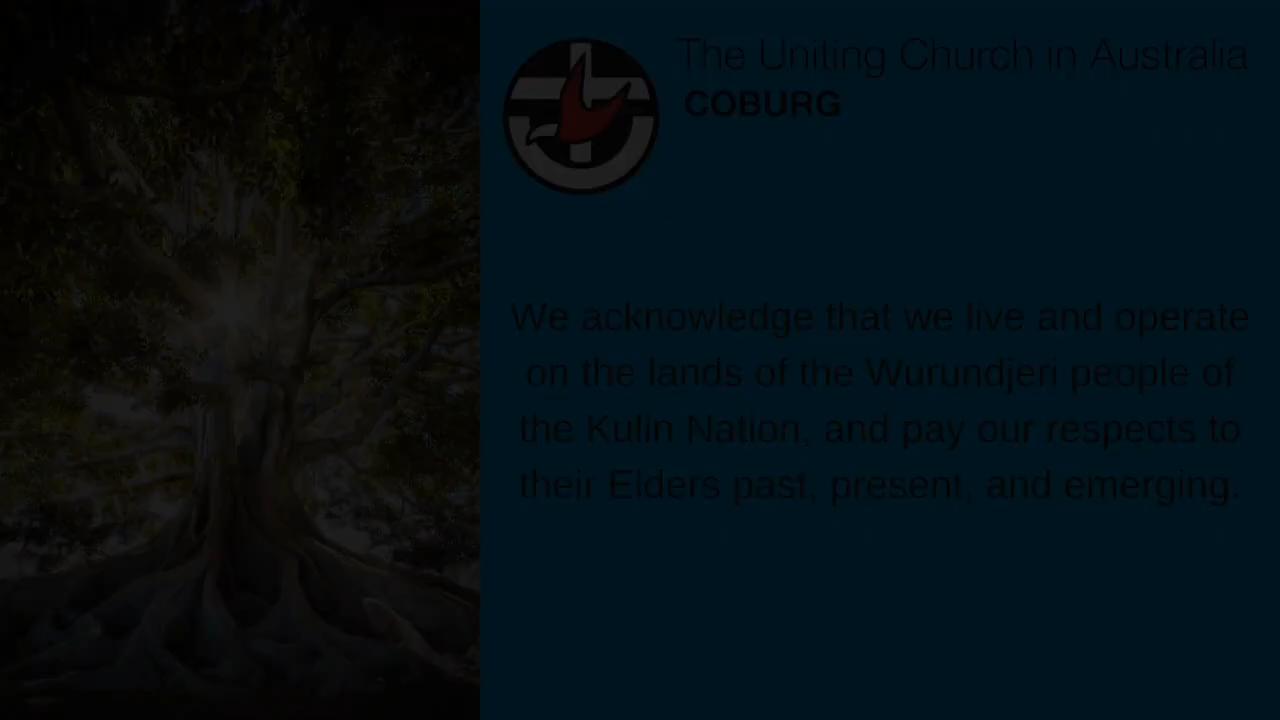 The Uniting Church in Australia
COBURG
We acknowledge that we live and operate
on the lands of the Wurundjeri people of
the Kulin Nation, and pay our respects to
their Elders past, present, and emerging.